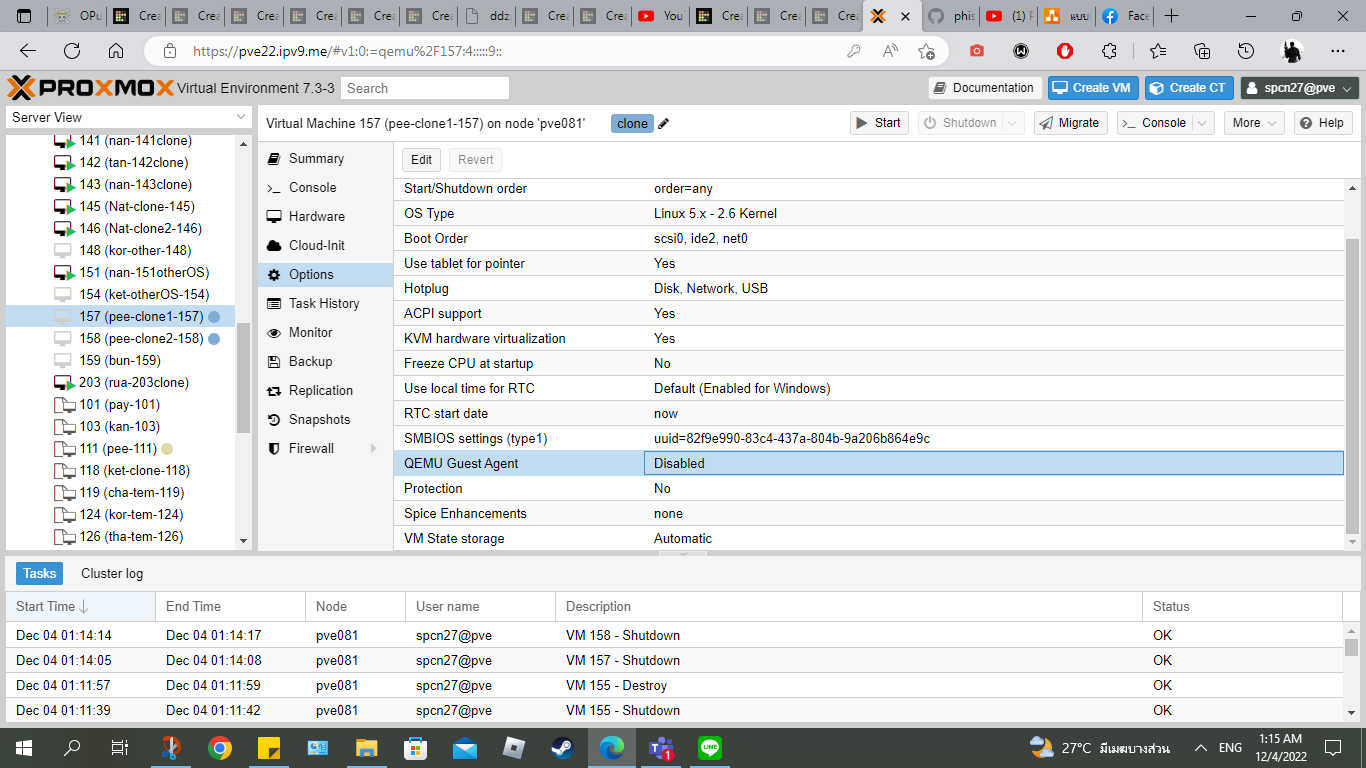 OPu
Crea
Crea
Crea
Crea
Crea
Crea
ddz
Crea
Crea
You
Crea
Crea
Crea
phis
(1) F
แบบ
Face
https://pve22.ipv9.me/#v1:0:=qemu%2F157:4:::::9::
PROXMOX Virtual Environment 7.3-3
Search
Documentation
Create VM
Create CT
spcn27@pve
Server View
Virtual Machine 157 (pee-clone1-157) on node 'pve081'
clone
Start
Shutdown
Migrate
Console
More
Help
141 (nan-141clone)
142 (tan-142clone)
143 (nan-143clone)
145 (Nat-clone-145)
146 (Nat-clone2-146)
148 (kor-other-148)
151 (nan-151otherOS)
154 (ket-otherOS-154)
157 (pee-clone1-157)
158 (pee-clone2-158)
159 (bun-159)
203 (rua-203clone)
101 (pay-101)
103 (kan-103)
111 (pee-111)
118 (ket-clone-118)
119 (cha-tem-119)
124 (kor-tem-124)
126 (tha-tem-126)
Summary
Console
Hardware
Cloud-Init
Options
Task History
Monitor
Backup
Replication
Snapshots
Firewall
Edit
Revert
Start/Shutdown order order=any
OS Type Linux 5.x - 2.6 Kernel
Boot Order scsi0, ide2, net0
Use tablet for pointer Yes
Hotplug Disk, Network, USB
ACPI support Yes
KVM hardware virtualization Yes
Freeze CPU at startup No
Use local time for RTC Default (Enabled for Windows)
RTC start date now
SMBIOS settings (type1) uuid=82f9e990-83c4-437a-804b-9a206b864e9c
QEMU Guest Agent Disabled
Protection No
Spice Enhancements none
VM State storage Automatic
Tasks
Cluster log
Start Time End Time Node User name Description Status
Dec 04 01:14:14 Dec 04 01:14:17 pve081 spcn27@pve VM 158 - Shutdown OK
Dec 04 01:14:05 Dec 04 01:14:08 pve081 spcn27@pve VM 157 - Shutdown OK
Dec 04 01:11:57 Dec 04 01:11:59 pve081 spcn27@pve VM 155 - Destroy OK
Dec 04 01:11:39 Dec 04 01:11:42 pve081 spcn27@pve VM 155 - Shutdown OK
27°C มีเมฆบางส่วน
ENG
1:15 AM
12/4/2022